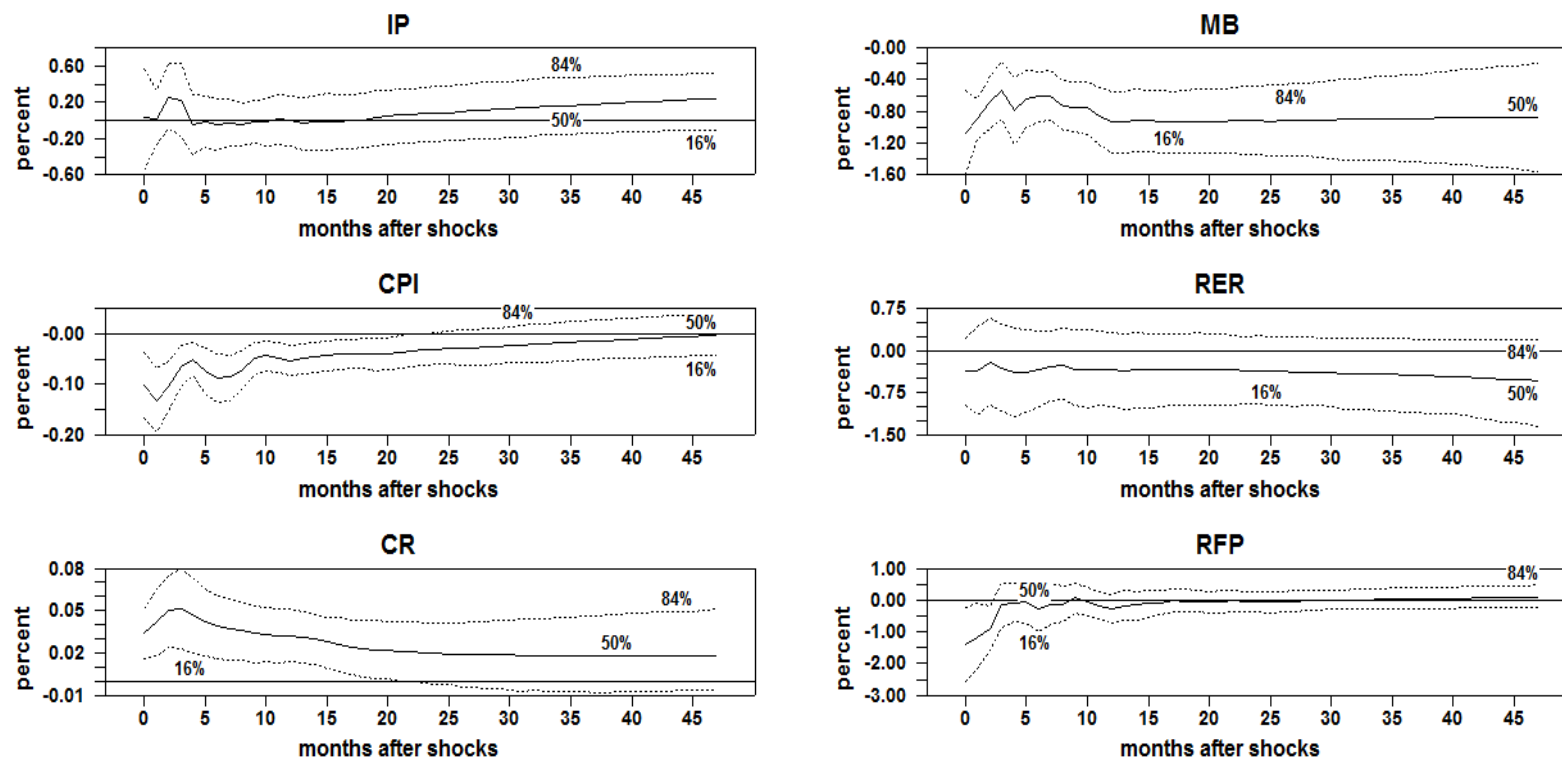 IP
percent
0.60
0.20
-0.20
-0.60
84%
50%
16%
0 5 10 15 20 25 30 35 40 45
months after shocks
MB
percent
-0.00
-0.40
-0.80
-1.20
-1.60
84%
50%
16%
0 5 10 15 20 25 30 35 40 45
months after shocks
CPI
percent
-0.00
-0.10
-0.20
84%
50%
16%
0 5 10 15 20 25 30 35 40 45
months after shocks
RER
percent
0.75
0.00
-0.75
-1.50
84%
16%
50%
0 5 10 15 20 25 30 35 40 45
months after shocks
CR
percent
0.08
0.05
0.02
-0.01
84%
50%
16%
0 5 10 15 20 25 30 35 40 45
months after shocks
RFP
percent
1.00
0.00
-1.00
-2.00
-3.00
84%
50%
16%
0 5 10 15 20 25 30 35 40 45
months after shocks